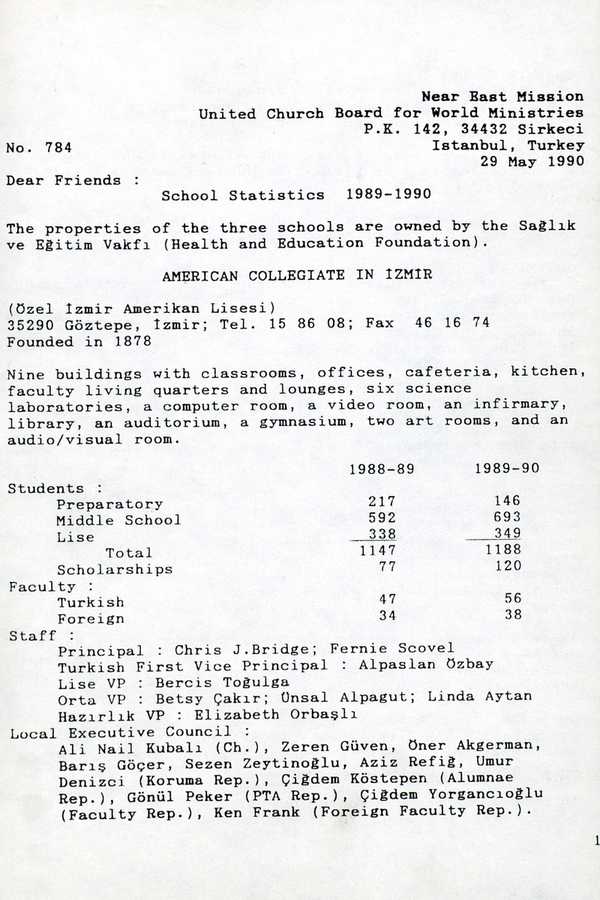 Near East Mission
United Church Board for World Ministries
P.K. 142, 34432 Sirkeci
No. 784 Istanbul, Turkey
29 May 1990
Dear Friends :
School Statistics 1989-1990
The properties of the three schools are owned by the Sağlık
ve Eğitim Vakfı (Health and Education Foundation).
AMERICAN COLLEGIATE IN İZMİR
(Özel İzmir Amerikan Lisesi)
35290 Göztepe, İzmir; Tel. 15 86 08; Fax 46 16 74
Founded in 1878
Nine buildings with classrooms, offices, cafeteria, kitchen,
faculty living quarters and lounges, six science
laboratories, a computer room, a video room, an infirmary,
library, an auditorium, a gymnasium, two art rooms, and an
audio/visual room.
1988-89 1989-90
Students :
Preparatory 217 146
Middle School 592 693
Lise 338 349
Total 1147 1188
Scholarships 77 120
Faculty :
Turkish 47 56
Foreign 34 38
Staff :
Principal : Chris J.Bridge; Fernie Scovel
Turkish First Vice Principal : Alpaslan Özbay
Lise VP : Bercis Toğulga
Orta VP : Betsy Çakır; Ünsal Alpagut; Linda Aytan
Hazırlık VP : Elizabeth Orbaşlı
Local Executive Council :
Ali Nail Kubalı (Ch.), Zeren Güven, Öner Akgerman,
Barış Göçer, Sezen Zeytinoğlu, Aziz Refiğ, Umur
Denizci (Koruma Rep.), Çiğdem Köstepen (Alumnae
Rep.), Gönül Peker (PTA Rep.), Çiğdem Yorgancıoğlu
(Faculty Rep.), Ken Frank (Foreign Faculty Rep.).
1